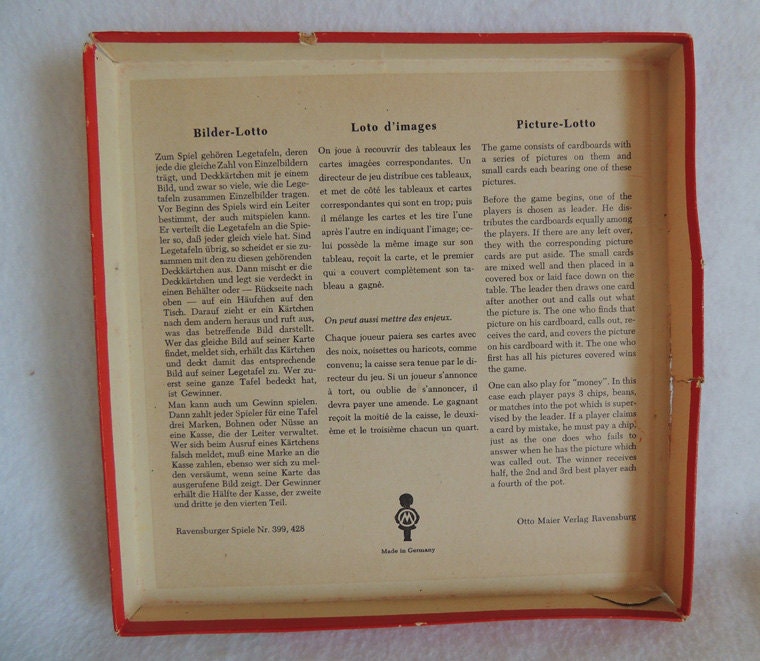 Bilder-Lotto
Zum Spiel gehören Legetafeln, deren
jede die gleiche Zahl von Einzelbildern
trägt, und Deckkärtchen mit je einem
Bild, und zwar so viele, wie die Lege-
tafeln zusammen Einzelbilder tragen.
Vor Beginn des Spiels wird ein Leiter
bestimmt, der auch mitspielen kann.
Er verteilt die Legetafeln an die Spie-
ler so, daß jeder gleich viele hat. Sind
Legetafeln übrig, so scheidet er sie zu-
sammen mit den zu diesen gehörenden
Deckkärtchen aus. Dann mischt er die
Deckkärtchen und legt sie verdeckt in
einen Behälter oder — Rückseite nach
oben — auf ein Häufchen auf den
Tisch. Darauf zieht er ein Kärtchen
nach dem andern heraus und ruft aus,
was das betreffende Bild darstellt.
Wer das gleiche Bild auf seiner Karte
findet, meldet sich, erhält das Kärtchen
und deckt damit das entsprechende
Bild auf seiner Legetafel zu. Wer zu-
erst seine ganze Tafel bedeckt hat,
ist Gewinner.
Man kann auch um Gewinn spielen.
Dann zahlt jeder Spieler für eine Tafel
drei Marken, Bohnen oder Nüsse an
eine Kasse, die der Leiter verwaltet.
Wer sich beim Ausruf eines Kärtchens
falsch meldet, muß eine Marke an die
Kasse zahlen, ebenso wer sich zu mel-
den versäumt, wenn seine Karte das
ausgerufene Bild zeigt. Der Gewinner
erhält die Hälfte der Kasse, der zweite
und dritte je den vierten Teil.
Ravensburger Spiele Nr. 399, 428
Loto d'images
On joue à recouvrir des tableaux les
cartes imagées correspondantes. Un
directeur de jeu distribue ces tableaux,
et met de côté les tableaux et cartes
correspondantes qui sont en trop; puis
il mélange les cartes et les tire l'une
après l'autre en indiquant l'image; ce-
lui possède la même image sur son
tableau, reçoit la carte, et le premier
qui a couvert complètement son ta-
bleau a gagné.
On peut aussi mettre des enjeux.
Chaque joueur paiera ses cartes avec
des noix, noisettes ou haricots, comme
convenu; la caisse sera tenue par le di-
recteur du jeu. Si un joueur s'annonce
à tort, ou oublie de s'annoncer, il
devra payer une amende. Le gagnant
reçoit la moitié de la caisse, le deuxi-
ème et le troisième chacun un quart.
M
Made in Germany
Picture-Lotto
The game consists of cardboards with
a series of pictures on them and
small cards each bearing one of these
pictures.
Before the game begins, one of the
players is chosen as leader. He dis-
tributes the cardboards equally among
the players. If there are any left over,
they with the corresponding picture
cards are put aside. The small cards
are mixed well and then placed in a
covered box or laid face down on the
table. The leader then draws one card
after another out and calls out what
the picture is. The one who finds that
picture on his cardboard, calls out, re-
ceives the card, and covers the picture
on his cardboard with it. The one who
first has all his pictures covered wins
the game.
One can also play for "money". In this
case each player pays 3 chips, beans,
or matches into the pot which is super-
vised by the leader. If a player claims
a card by mistake, he must pay a chip,
just as the one does who fails to
answer when he has the picture which
was called out. The winner receives
half, the 2nd and 3rd best player each
a fourth of the pot.
Otto Maier Verlag Ravensburg